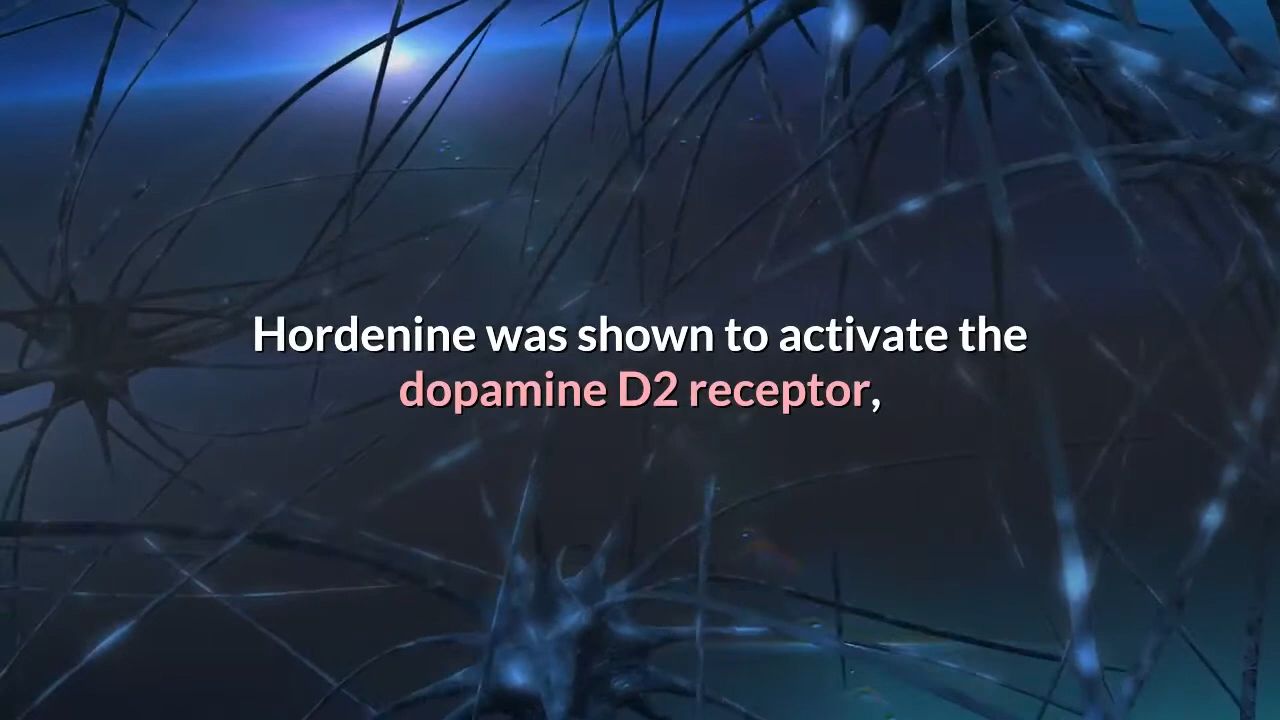 Hordenine was shown to activate the
dopamine D2 receptor,